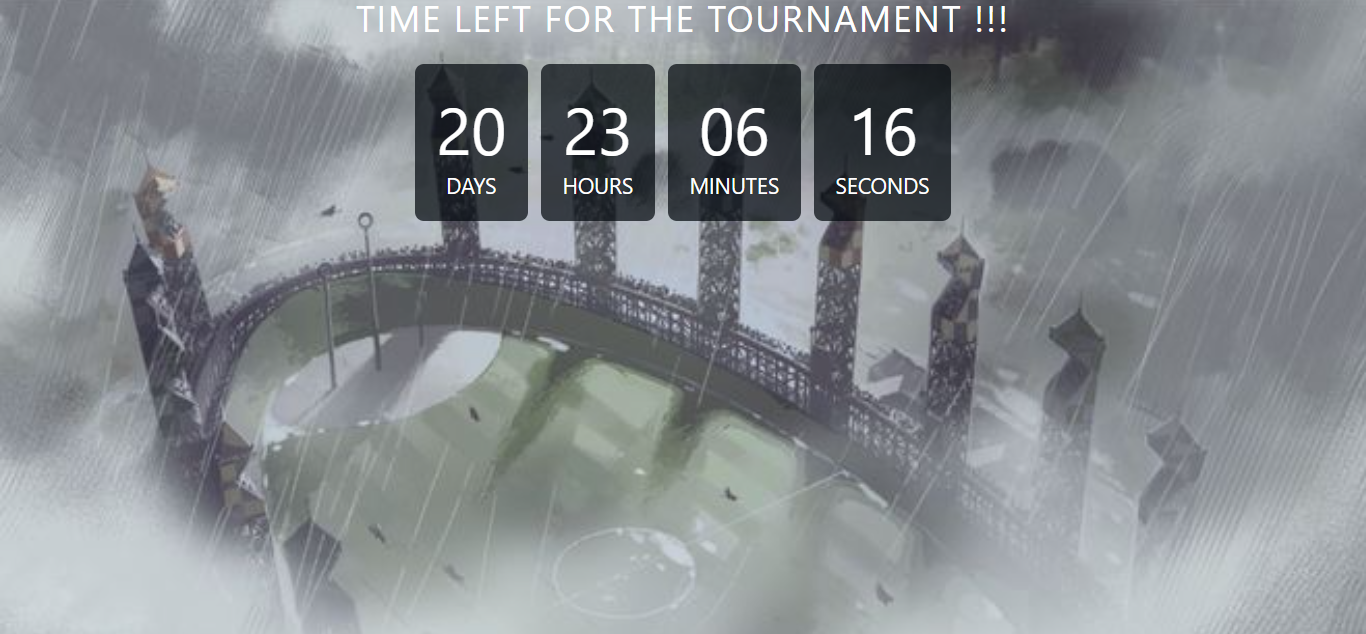 TIME LEFT FOR THE TOURNAMENT !!!
20 23 06 16
DAYS HOURS MINUTES SECONDS